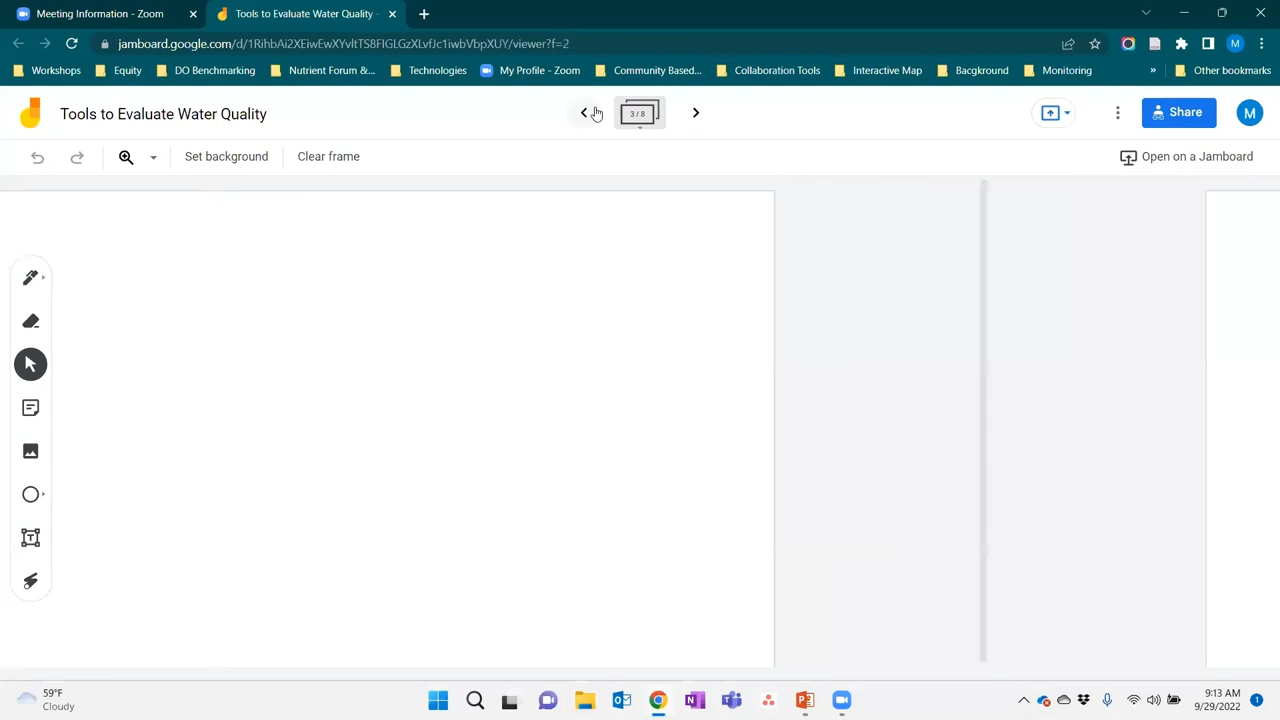 Meeting Information - Zoom
Tools to Evaluate Water Quality -
jamboard.google.com/d/1RihbAi2XEiwEwXYvltTS8FIGLGzXLvfJc1iwbVbpXUY/viewer?f=2
M
Workshops
Equity
DO Benchmarking
Nutrient Forum &...
Technologies
My Profile - Zoom
Community Based...
Collaboration Tools
Interactive Map
Bacground
Monitoring
»
Other bookmarks
Tools to Evaluate Water Quality
3 / 8
Share
M
Set background
Clear frame
Open on a Jamboard
59°F
Cloudy
9:13 AM
9/29/2022
1